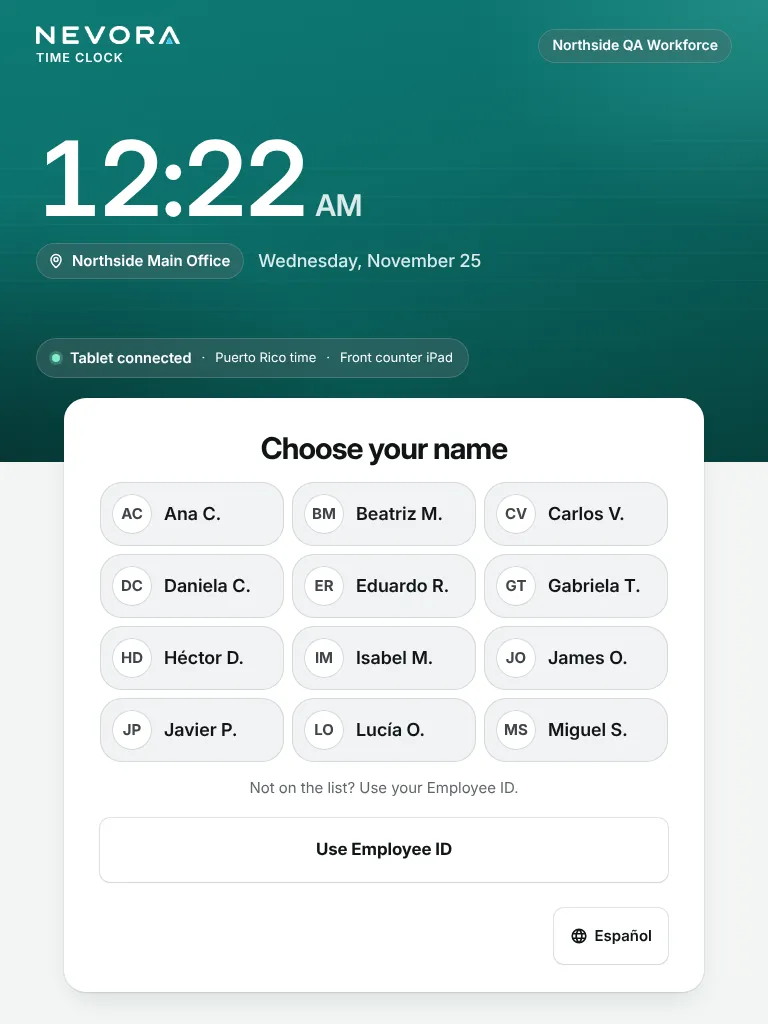 NEVORA
TIME CLOCK
Northside QA Workforce
12:22 AM
Northside Main Office
Wednesday, November 25
Tablet connected · Puerto Rico time · Front counter iPad
Choose your name
AC Ana C.
BM Beatriz M.
CV Carlos V.
DC Daniela C.
ER Eduardo R.
GT Gabriela T.
HD Héctor D.
IM Isabel M.
JO James O.
JP Javier P.
LO Lucía O.
MS Miguel S.
Not on the list? Use your Employee ID.
Use Employee ID
Español